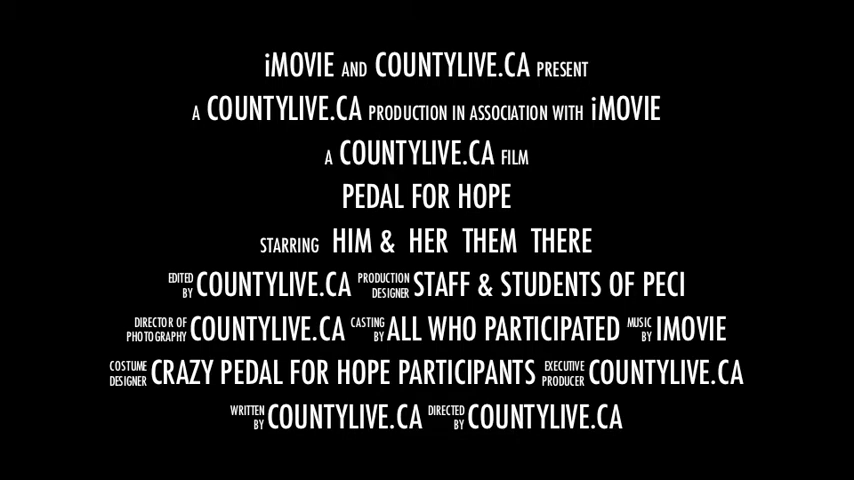 iMOVIE AND COUNTYLIVE.CA PRESENT
A COUNTYLIVE.CA PRODUCTION IN ASSOCIATION WITH iMOVIE
A COUNTYLIVE.CA FILM
PEDAL FOR HOPE
STARRING HIM & HER THEM THERE
EDITED BY COUNTYLIVE.CA PRODUCTION DESIGNER STAFF & STUDENTS OF PECI
DIRECTOR OF PHOTOGRAPHY COUNTYLIVE.CA CASTING BY ALL WHO PARTICIPATED MUSIC BY IMOVIE
COSTUME DESIGNER CRAZY PEDAL FOR HOPE PARTICIPANTS EXECUTIVE PRODUCER COUNTYLIVE.CA
WRITTEN BY COUNTYLIVE.CA DIRECTED BY COUNTYLIVE.CA